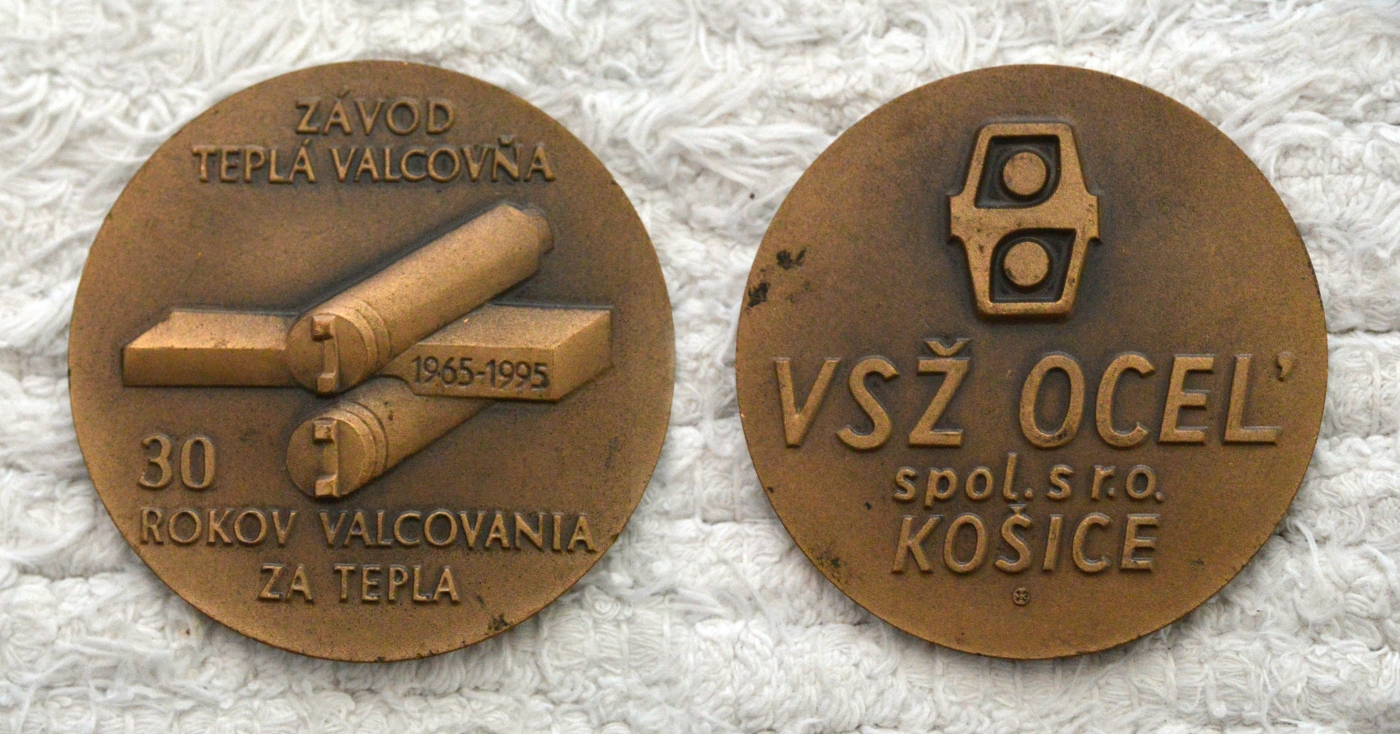 ZÁVOD
TEPLÁ VALCOVŇA
1965-1995
30
ROKOV VALCOVANIA
ZA TEPLA
VSŽ OCEĽ
spol. s r.o.
KOŠICE